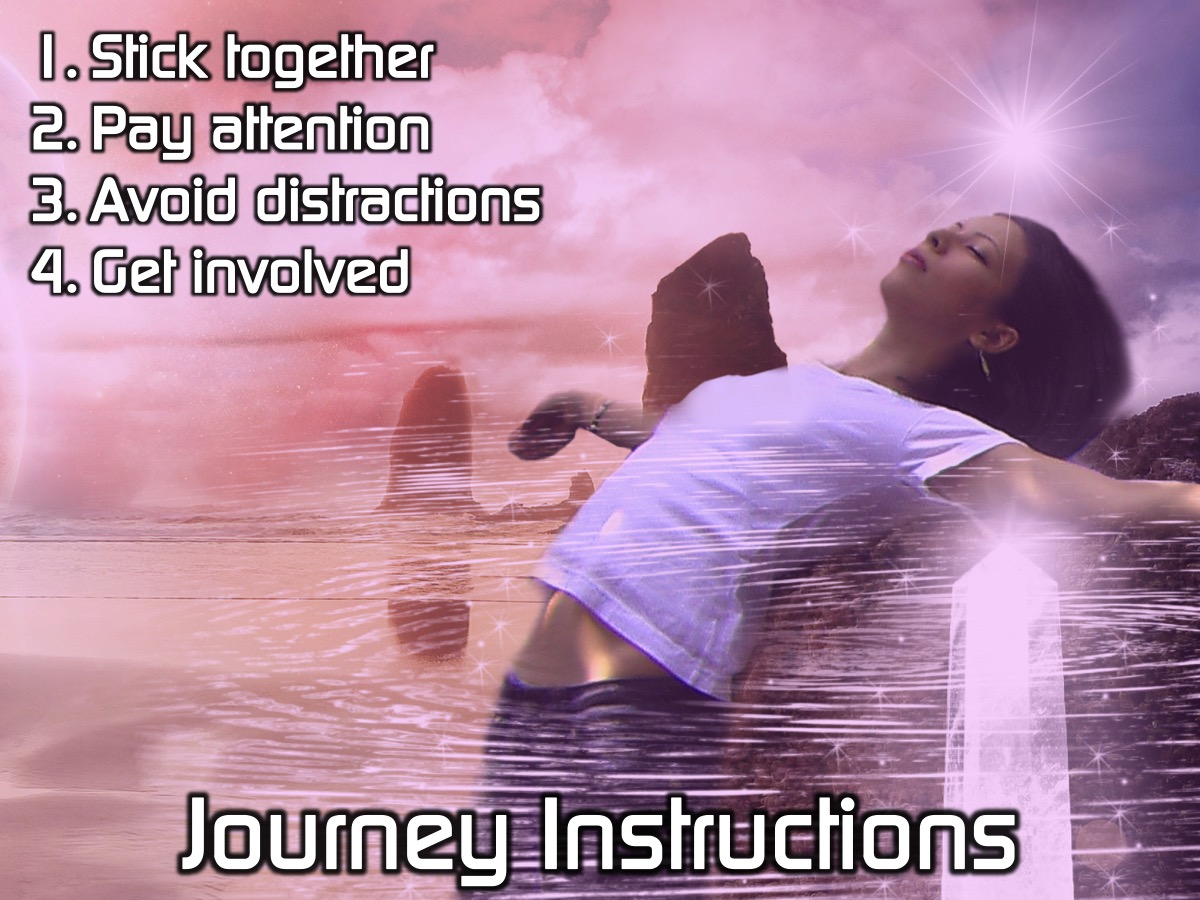 1. Stick together
2. Pay attention
3. Avoid distractions
4. Get involved
Journey Instructions